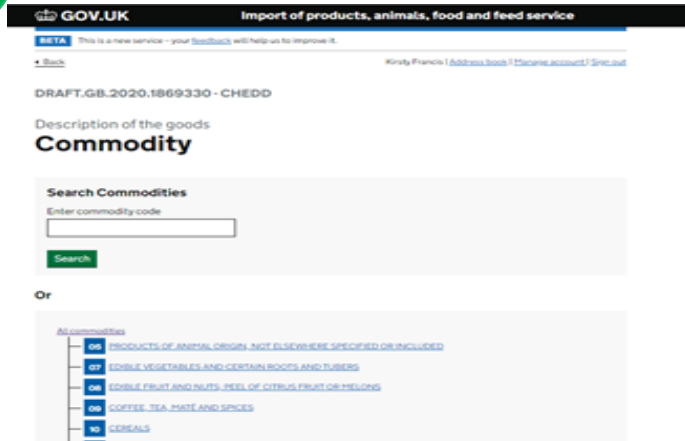 GOV.UK Import of products, animals, food and feed service
BETA This is a new service – your feedback will help us to improve it.
◂ Back Kirsty Francis | Address book | Manage account | Sign out
DRAFT.GB.2020.1869330 - CHEDD
Description of the goods
Commodity
Search Commodities
Enter commodity code
Search
Or
All commodities
05 PRODUCTS OF ANIMAL ORIGIN, NOT ELSEWHERE SPECIFIED OR INCLUDED
07 EDIBLE VEGETABLES AND CERTAIN ROOTS AND TUBERS
08 EDIBLE FRUIT AND NUTS, PEEL OF CITRUS FRUIT OR MELONS
09 COFFEE, TEA, MATÉ AND SPICES
10 CEREALS